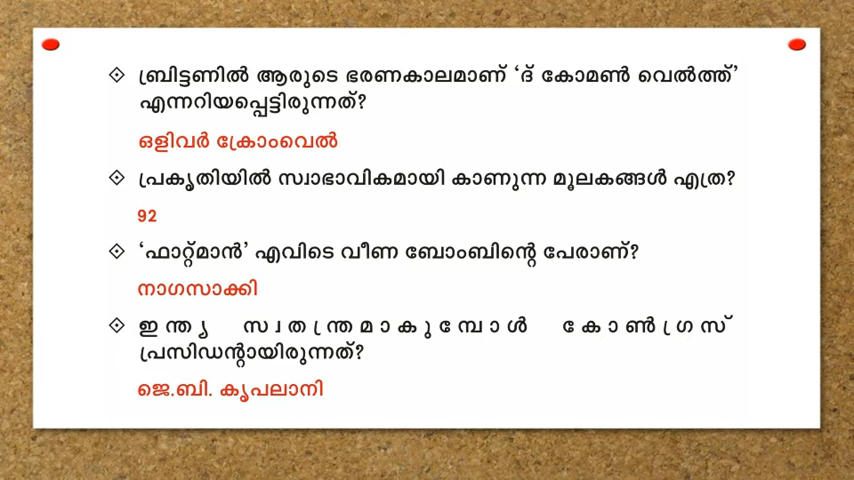 ബ്രിട്ടണിൽ ആരുടെ ഭരണകാലമാണ് ‘ദ് കോമൺ വെൽത്ത്’
എന്നറിയപ്പെട്ടിരുന്നത്?
ഒളിവർ ക്രോംവെൽ
പ്രകൃതിയിൽ സ്വാഭാവികമായി കാണുന്ന മൂലകങ്ങൾ എത്ര?
92
‘ഫാറ്റ്മാൻ’ എവിടെ വീണ ബോംബിന്റെ പേരാണ്?
നാഗസാക്കി
ഇന്ത്യ സ്വതന്ത്രമാകുമ്പോൾ കോൺഗ്രസ്
പ്രസിഡന്റായിരുന്നത്?
ജെ.ബി. കൃപലാനി